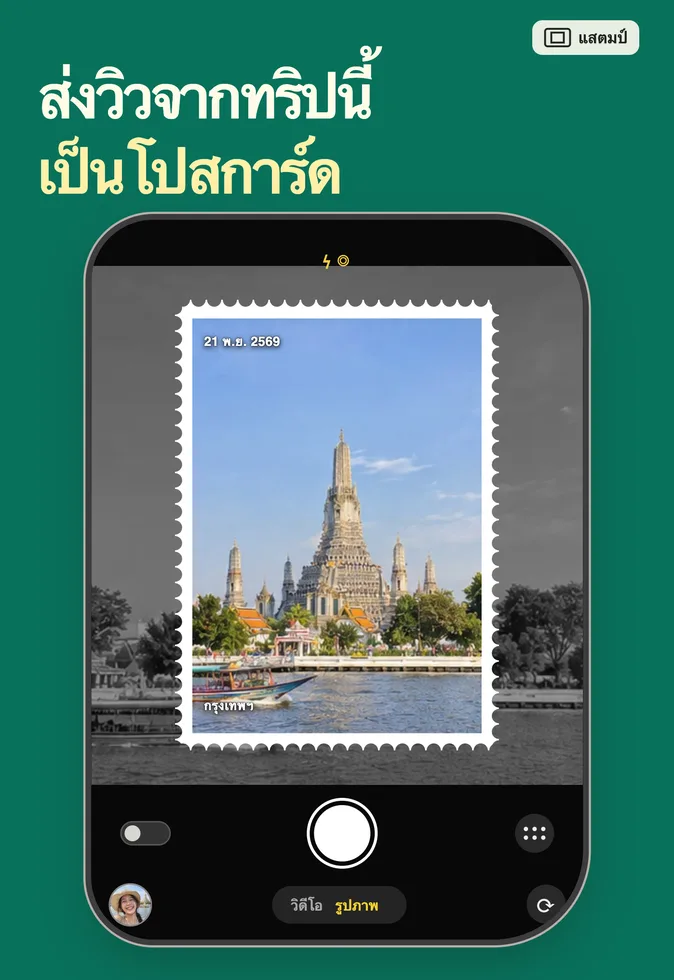 แสตมป์
ส่งวิวจากทริปนี้
เป็นโปสการ์ด
21 พ.ย. 2569
กรุงเทพฯ
วิดีโอ รูปภาพ